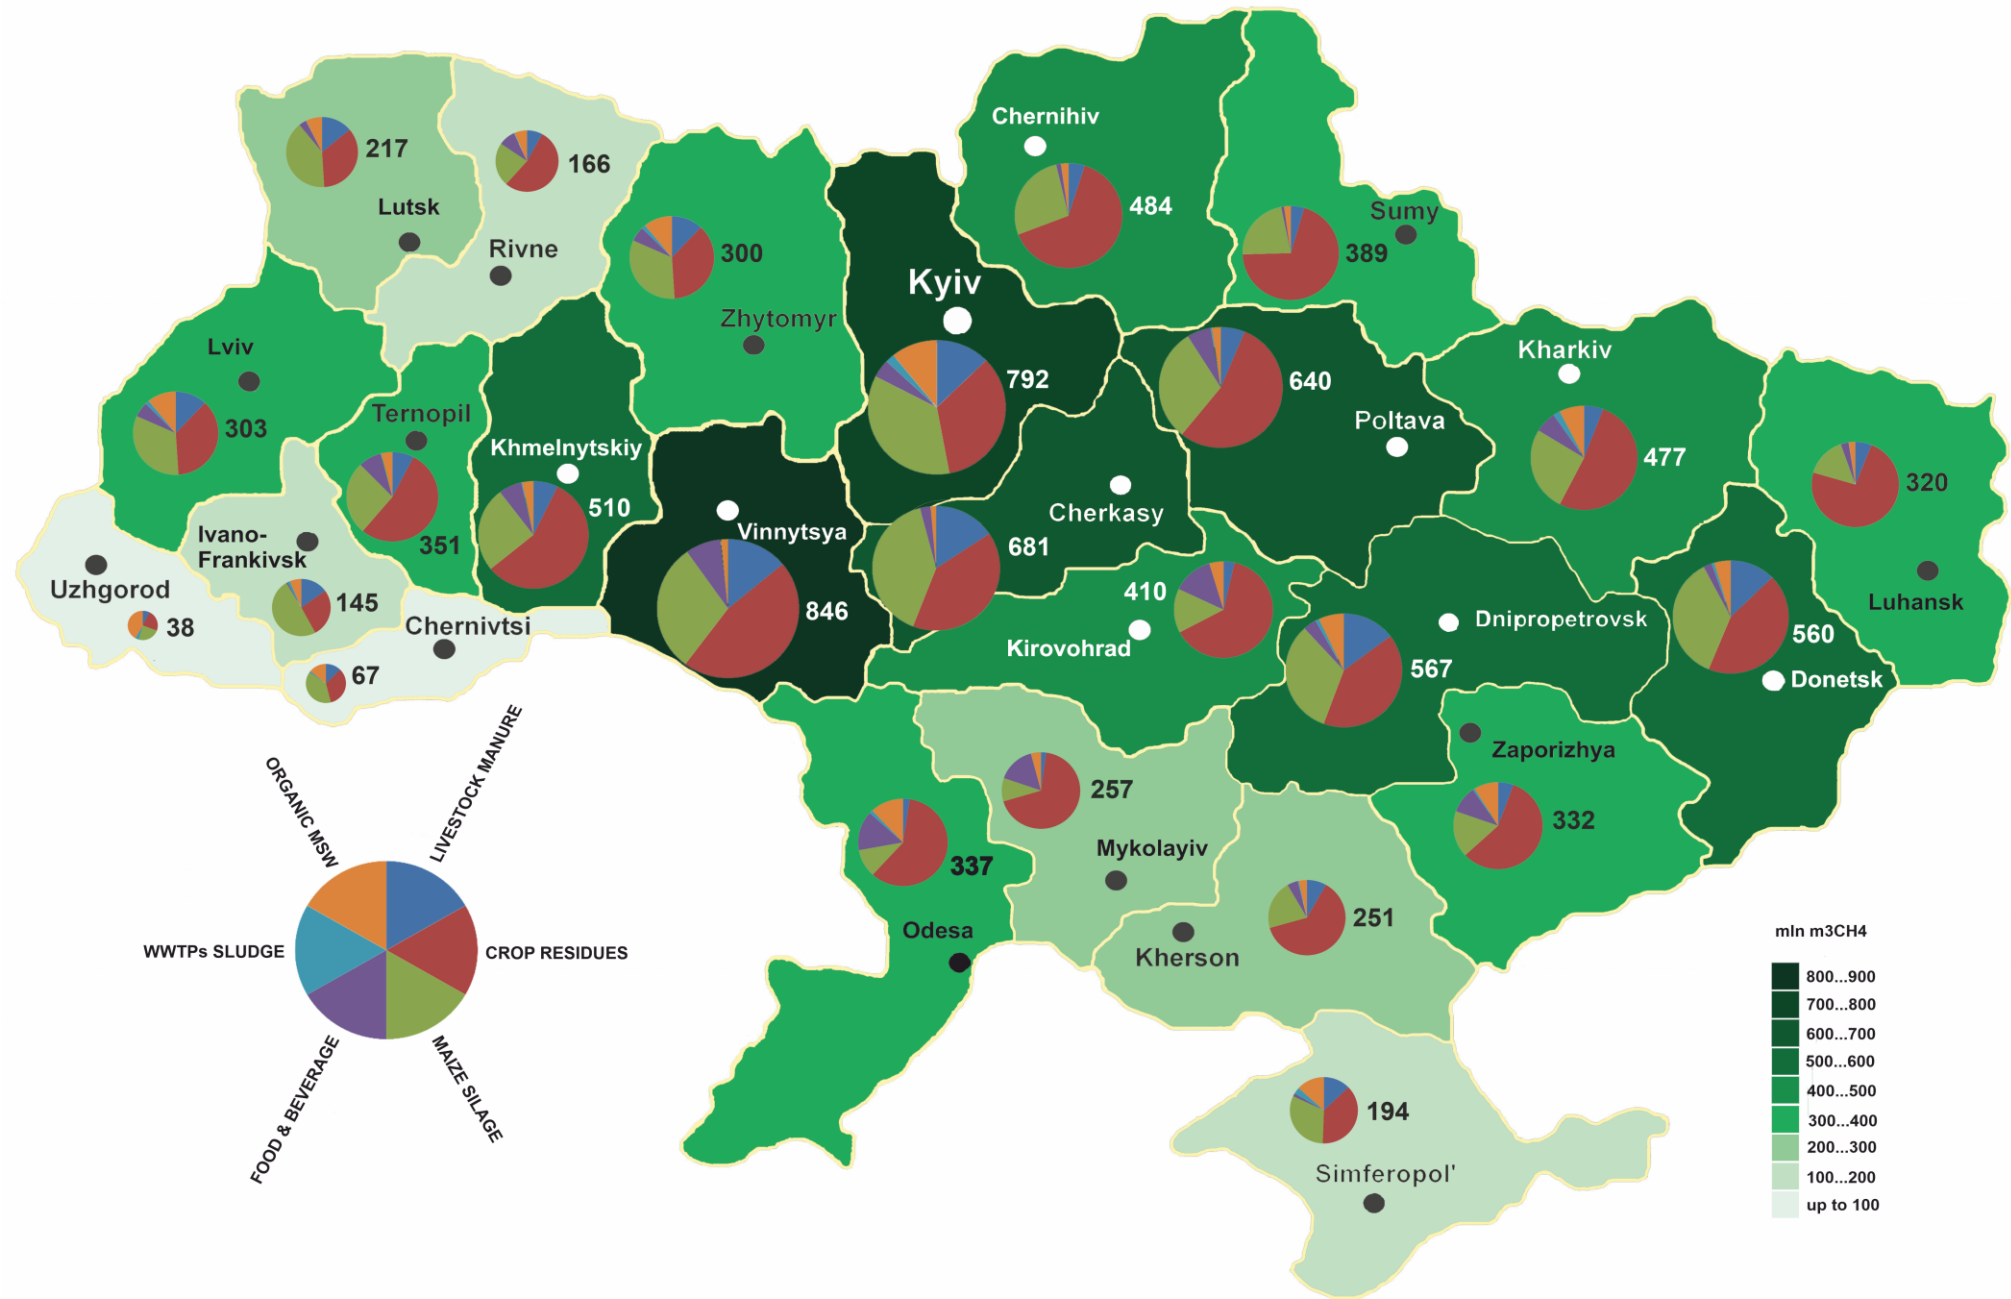 Chernihiv
484
Sumy
389
217
Lutsk
166
Rivne
300
Zhytomyr
Kyiv
792
640
Poltava
Kharkiv
477
320
Luhansk
Lviv
303
Ternopil
351
Khmelnytskiy
510
Vinnytsya
846
Cherkasy
681
Ivano-
Frankivsk
145
Uzhgorod
38
Chernivtsi
67
410
Kirovohrad
Dnipropetrovsk
567
560
Donetsk
Zaporizhya
332
257
Mykolayiv
337
Odesa
251
Kherson
194
Simferopol'
ORGANIC MSW
LIVESTOCK MANURE
WWTPs SLUDGE
CROP RESIDUES
FOOD & BEVERAGE
MAIZE SILAGE
mln m3CH4
800...900
700...800
600...700
500...600
400...500
300...400
200...300
100...200
up to 100